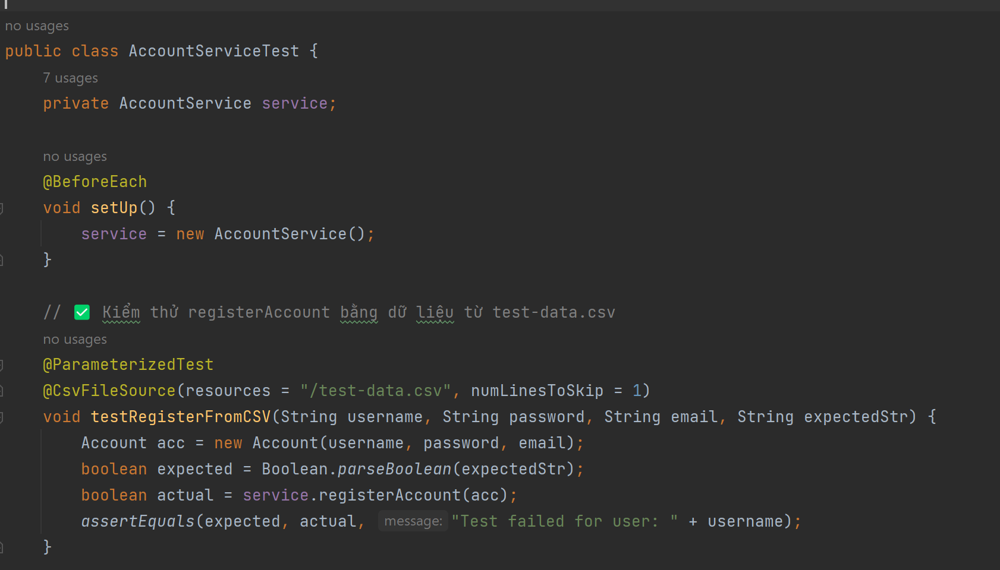 no usages
public class AccountServiceTest {
7 usages
private AccountService service;
no usages
@BeforeEach
void setUp() {
service = new AccountService();
}
// ✅ Kiểm thử registerAccount bằng dữ liệu từ test-data.csv
no usages
@ParameterizedTest
@CsvFileSource(resources = "/test-data.csv", numLinesToSkip = 1)
void testRegisterFromCSV(String username, String password, String email, String expectedStr) {
Account acc = new Account(username, password, email);
boolean expected = Boolean.parseBoolean(expectedStr);
boolean actual = service.registerAccount(acc);
assertEquals(expected, actual, message: "Test failed for user: " + username);
}